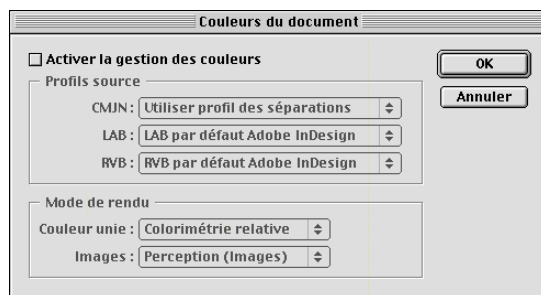 Couleurs du document
Activer la gestion des couleurs
OK
Annuler
Profils source
CMJN : Utiliser profil des séparations
LAB : LAB par défaut Adobe InDesign
RVB : RVB par défaut Adobe InDesign
Mode de rendu
Couleur unie : Colorimétrie relative
Images : Perception (Images)